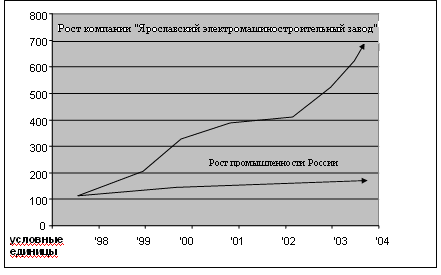 800
Рост компании "Ярославский электромашиностроительный завод"
700
600
500
400
300
Рост промышленности России
200
100
0
условные единицы
'98 '99 '00 '01 '02 '03 '04